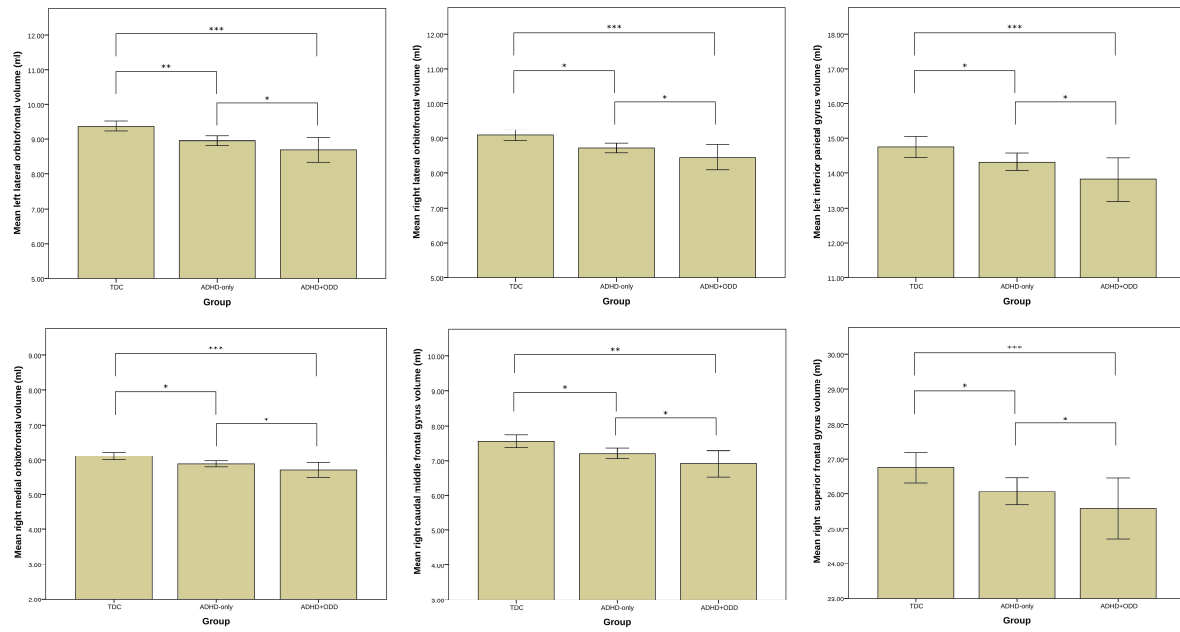 Mean left lateral orbitofrontal volume (ml)
12.00
11.00
10.00
9.00
8.00
7.00
6.00
5.00
***
**
*
TDC
ADHD-only
ADHD+ODD
Group
Mean riight lateral orbitofrontal volume (ml)
12.00
11.00
10.00
9.00
8.00
7.00
6.00
5.00
***
*
*
TDC
ADHD-only
ADHD+ODD
Group
Mean left inferior parietal gyrus volume (ml)
18.00
17.00
16.00
15.00
14.00
13.00
12.00
11.00
***
*
*
TDC
ADHD-only
ADHD+ODD
Group
Mean right medial orbitofrontal volume (ml)
9.00
8.00
7.00
6.00
5.00
4.00
3.00
2.00
***
*
*
TDC
ADHD-only
ADHD+ODD
Group
Mean right caudal middle frontal gyrus volume (ml)
10.00
9.00
8.00
7.00
6.00
5.00
4.00
3.00
**
*
*
TDC
ADHD-only
ADHD+ODD
Group
Mean right superior frontal gyrus volume (ml)
30.00
29.00
28.00
27.00
26.00
25.00
24.00
23.00
***
*
*
TDC
ADHD-only
ADHD+ODD
Group